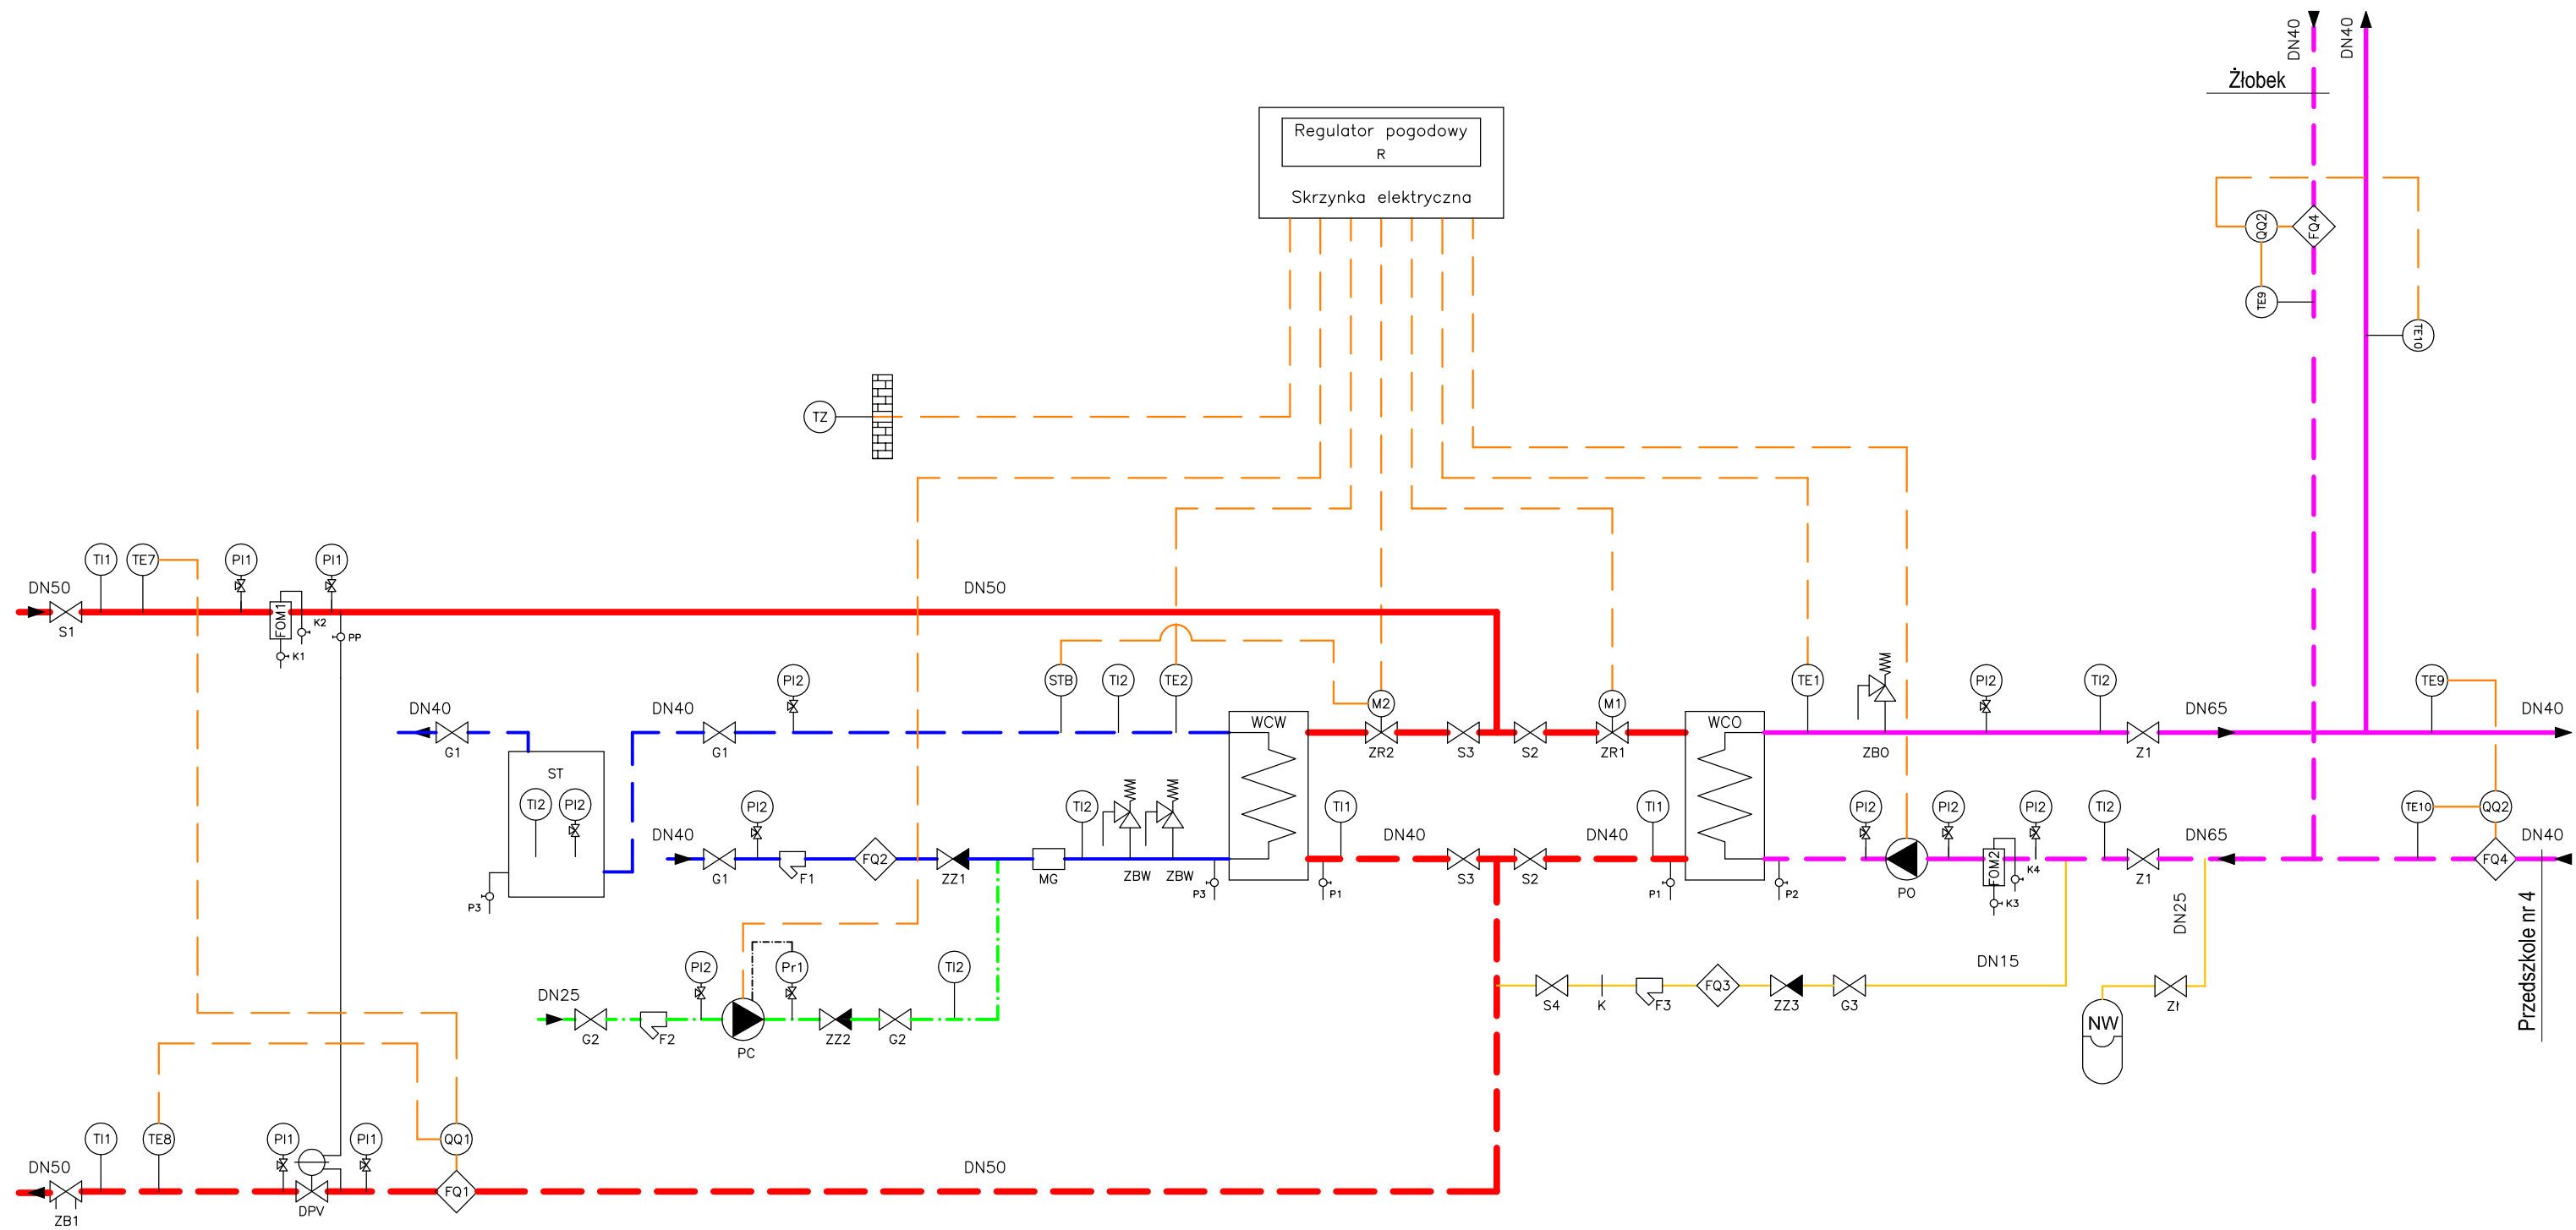 DN40
DN40
Żłobek
Regulator pogodowy
R
Skrzynka elektryczna
QQ2
FQ4
TE9
TE10
TZ
TI1
TE7
PI1
PI1
DN50
DN50
S1
FOM1
K2
PP
K1
PI2
STB
TI2
TE2
M2
M1
TE1
PI2
TI2
TE9
DN40
DN40
WCW
WCO
DN65
DN40
G1
G1
ZR2
S3
S2
ZR1
ZBO
Z1
ST
TI2
PI2
PI2
TI2
TI1
TI1
PI2
PI2
PI2
TI2
TE10
QQ2
DN40
DN40
DN40
DN65
DN40
G1
F1
FQ2
ZZ1
MG
ZBW
ZBW
S3
S2
FOM2
K4
Z1
FQ4
P3
P3
P1
P1
P2
PO
K3
DN25
Przedszkole nr 4
PI2
Pr1
TI2
DN15
DN25
FQ3
S4
K
F3
ZZ3
G3
Zł
G2
F2
PC
ZZ2
G2
NW
TI1
TE8
PI1
PI1
QQ1
DN50
DN50
FQ1
ZB1
DPV